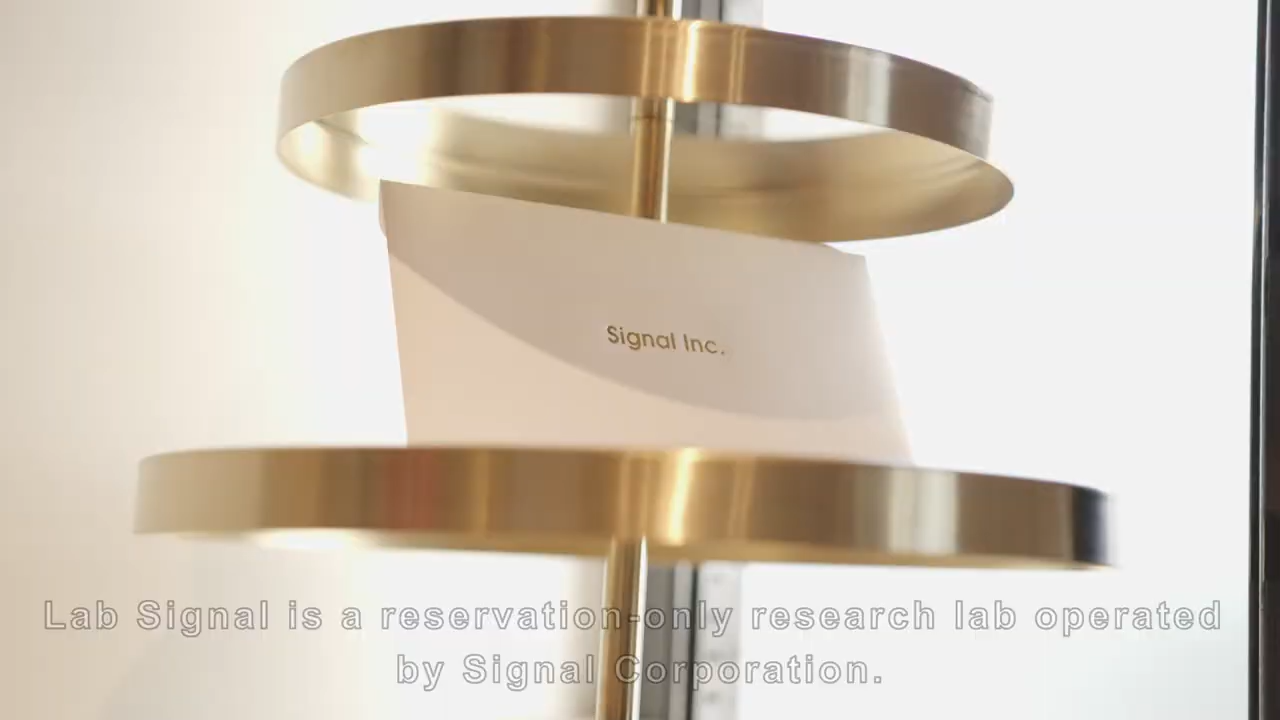 Signal Inc.
Lab Signal is a reservation-only research lab operated
by Signal Corporation.